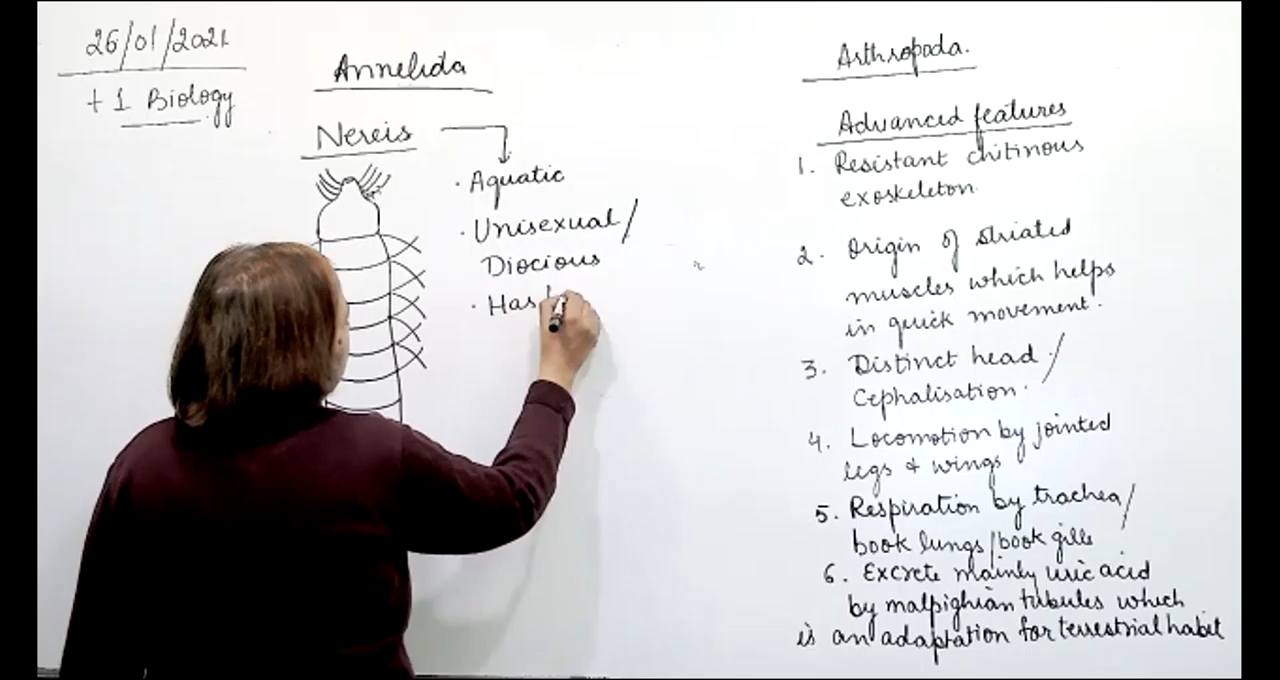 26/01/2021
+1 Biology
Annelida
Nereis
· Aquatic
· Unisexual/
Diocious
· Has
Arthropoda.
Advanced features
1. Resistant chitinous
exoskeleton.
2. Origin of striated
muscles which helps
in quick movement.
3. Distinct head /
Cephalisation.
4. Locomotion by jointed
legs + wings
5. Respiration by trachea/
book lungs/book gills
6. Excrete mainly uric acid
by malpighian tubules which
is an adaptation for terrestrial habit